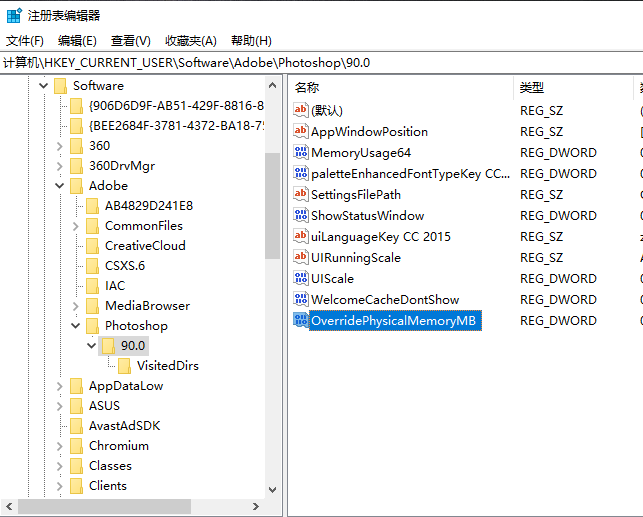 注册表编辑器
文件(F) 编辑(E) 查看(V) 收藏夹(A) 帮助(H)
计算机\HKEY_CURRENT_USER\Software\Adobe\Photoshop\90.0
Software
{906D6D9F-AB51-429F-8816-8
{BEE2684F-3781-4372-BA18-7
360
360DrvMgr
Adobe
AB4829D241E8
CommonFiles
CreativeCloud
CSXS.6
IAC
MediaBrowser
Photoshop
90.0
VisitedDirs
AppDataLow
ASUS
AvastAdSDK
Chromium
Classes
Clients
名称 类型
(默认) REG_SZ
AppWindowPosition REG_SZ
MemoryUsage64 REG_DWORD
paletteEnhancedFontTypeKey CC... REG_DWORD
SettingsFilePath REG_SZ
ShowStatusWindow REG_DWORD
uiLanguageKey CC 2015 REG_SZ
UIRunningScale REG_SZ
UIScale REG_DWORD
WelcomeCacheDontShow REG_DWORD
OverridePhysicalMemoryMB REG_DWORD